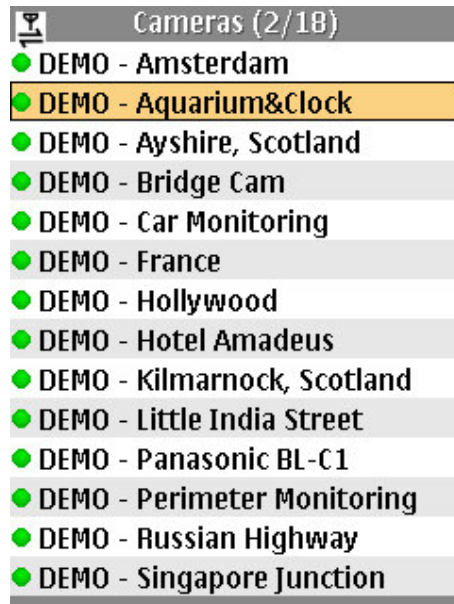 Cameras (2/18)
DEMO - Amsterdam
DEMO - Aquarium&Clock
DEMO - Ayshire, Scotland
DEMO - Bridge Cam
DEMO - Car Monitoring
DEMO - France
DEMO - Hollywood
DEMO - Hotel Amadeus
DEMO - Kilmarnock, Scotland
DEMO - Little India Street
DEMO - Panasonic BL-C1
DEMO - Perimeter Monitoring
DEMO - Russian Highway
DEMO - Singapore Junction